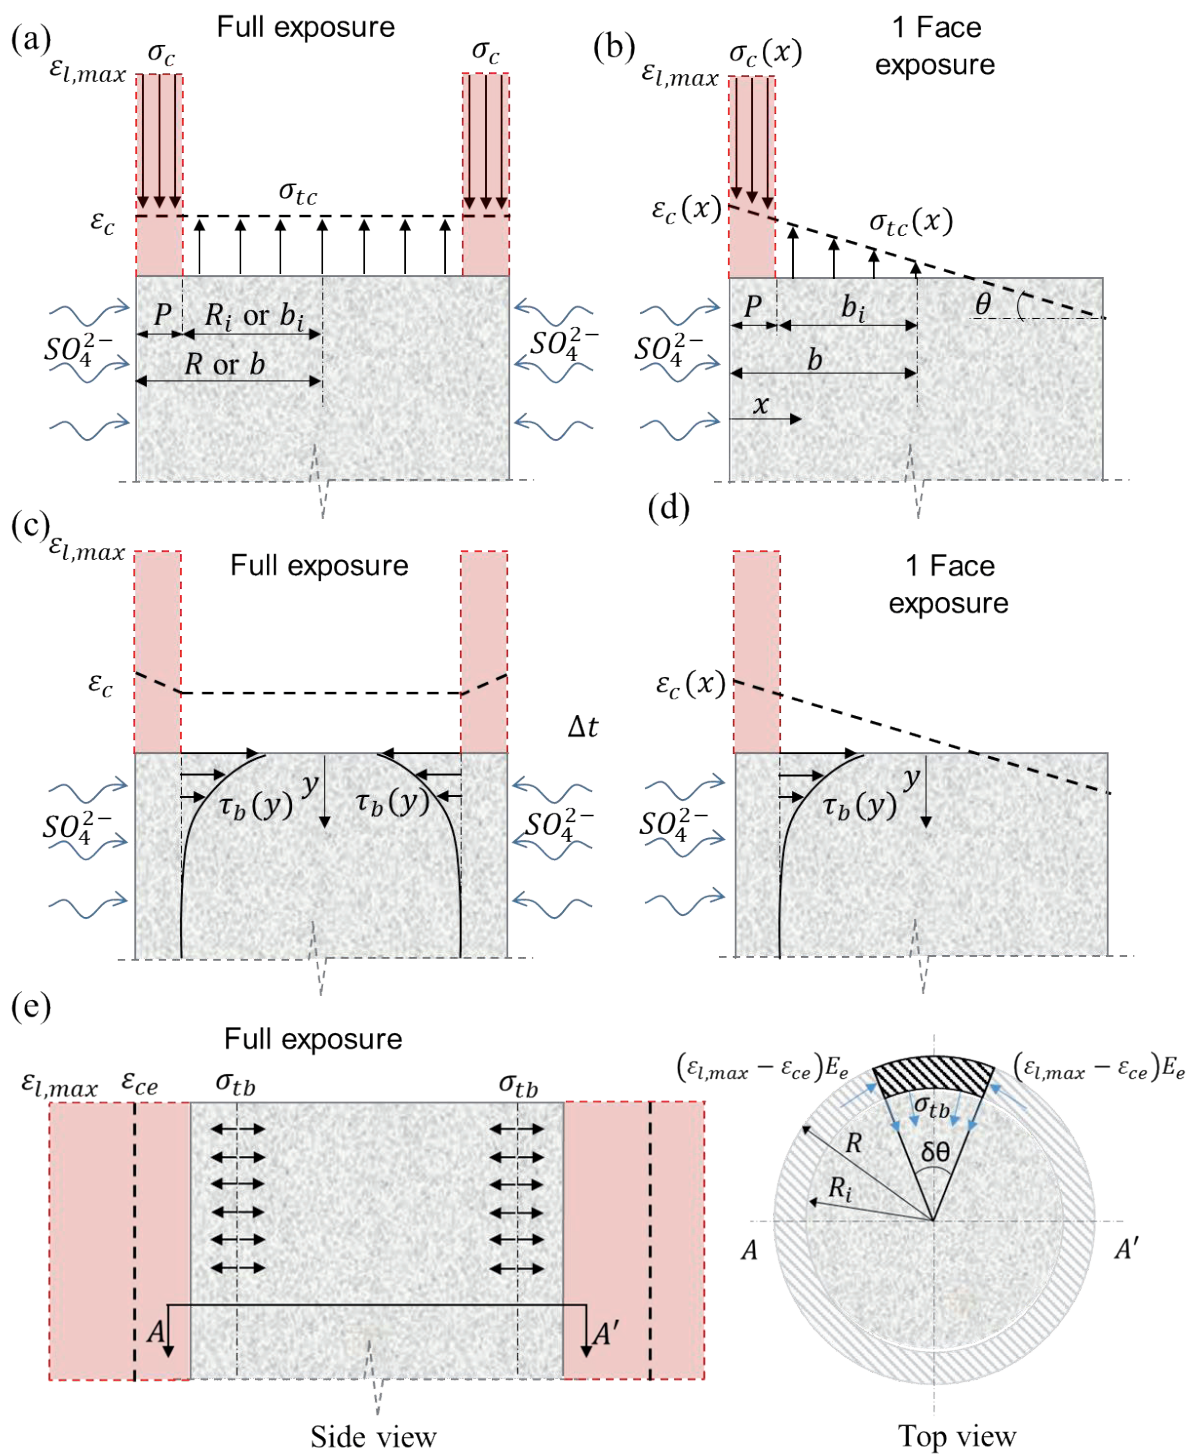 (a)
Full exposure
σ_c
σ_c
ε_{l,max}
σ_{tc}
ε_c
P
R_i or b_i
SO_4^{2−}
SO_4^{2−}
R or b
(b)
1 Face
exposure
σ_c(x)
ε_{l,max}
ε_c(x)
σ_{tc}(x)
θ
P
b_i
SO_4^{2−}
b
x
(c)
ε_{l,max}
Full exposure
ε_c
Δt
y
τ_b(y)
τ_b(y)
SO_4^{2−}
SO_4^{2−}
(d)
1 Face
exposure
ε_c(x)
y
τ_b(y)
SO_4^{2−}
(e)
Full exposure
ε_{l,max}
ε_{ce}
σ_{tb}
σ_{tb}
A
A′
Side view
(ε_{l,max} − ε_{ce})E_e
(ε_{l,max} − ε_{ce})E_e
σ_{tb}
R
δθ
R_i
A
A′
Top view